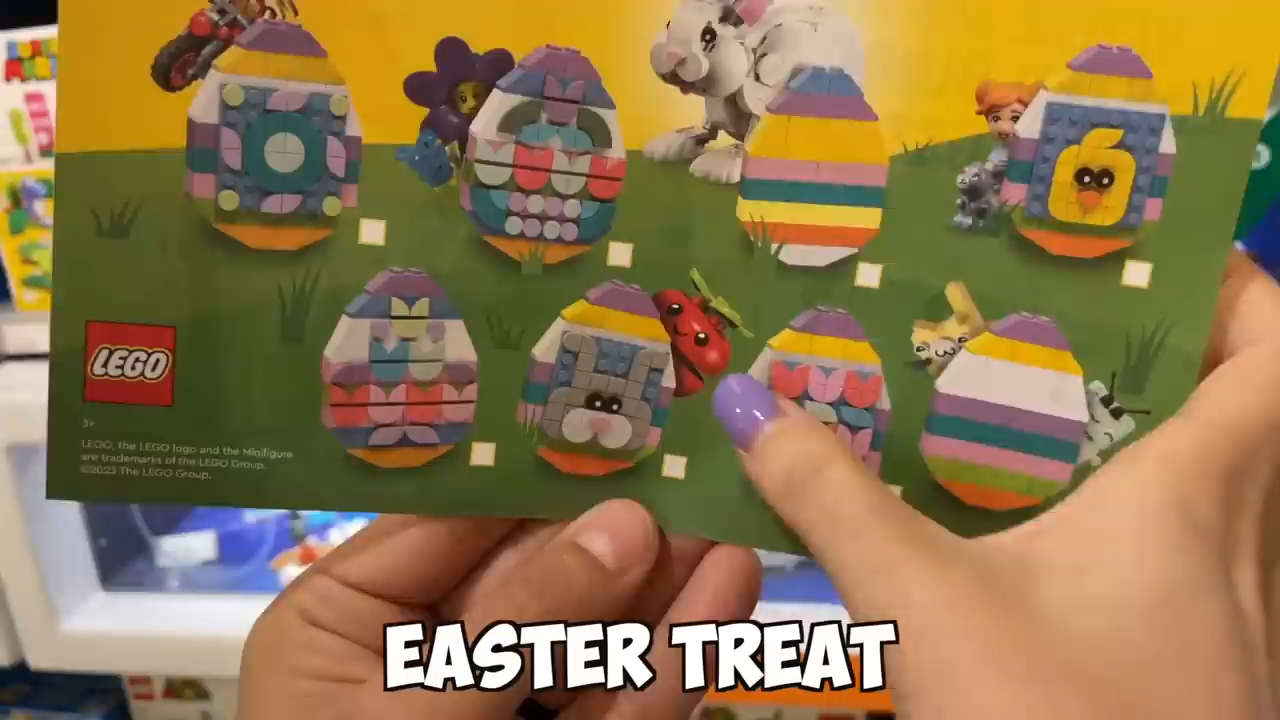 LEGO
3+
LEGO, the LEGO logo and the Minifigure
are trademarks of the LEGO Group.
©2023 The LEGO Group.
EASTER TREAT